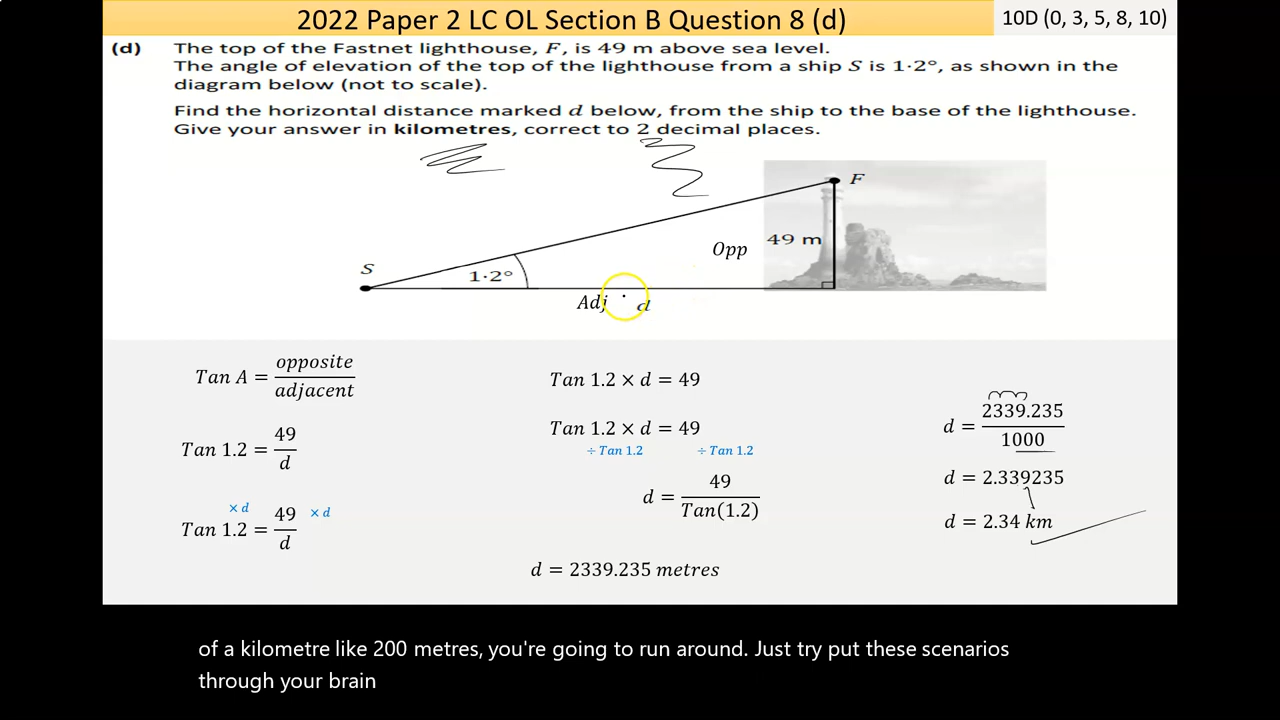 2022 Paper 2 LC OL Section B Question 8 (d)
10D (0, 3, 5, 8, 10)
(d) The top of the Fastnet lighthouse, F, is 49 m above sea level.
The angle of elevation of the top of the lighthouse from a ship S is 1·2°, as shown in the
diagram below (not to scale).
Find the horizontal distance marked d below, from the ship to the base of the lighthouse.
Give your answer in kilometres, correct to 2 decimal places.
F
Opp 49 m
S
1·2°
Adj d
Tan A = opposite/adjacent
Tan 1.2 = 49/d
× d × d
Tan 1.2 = 49/d
Tan 1.2 × d = 49
Tan 1.2 × d = 49
÷ Tan 1.2 ÷ Tan 1.2
d = 49/Tan(1.2)
d = 2339.235 metres
d = 2339.235/1000
d = 2.339235
d = 2.34 km
of a kilometre like 200 metres, you're going to run around. Just try put these scenarios
through your brain